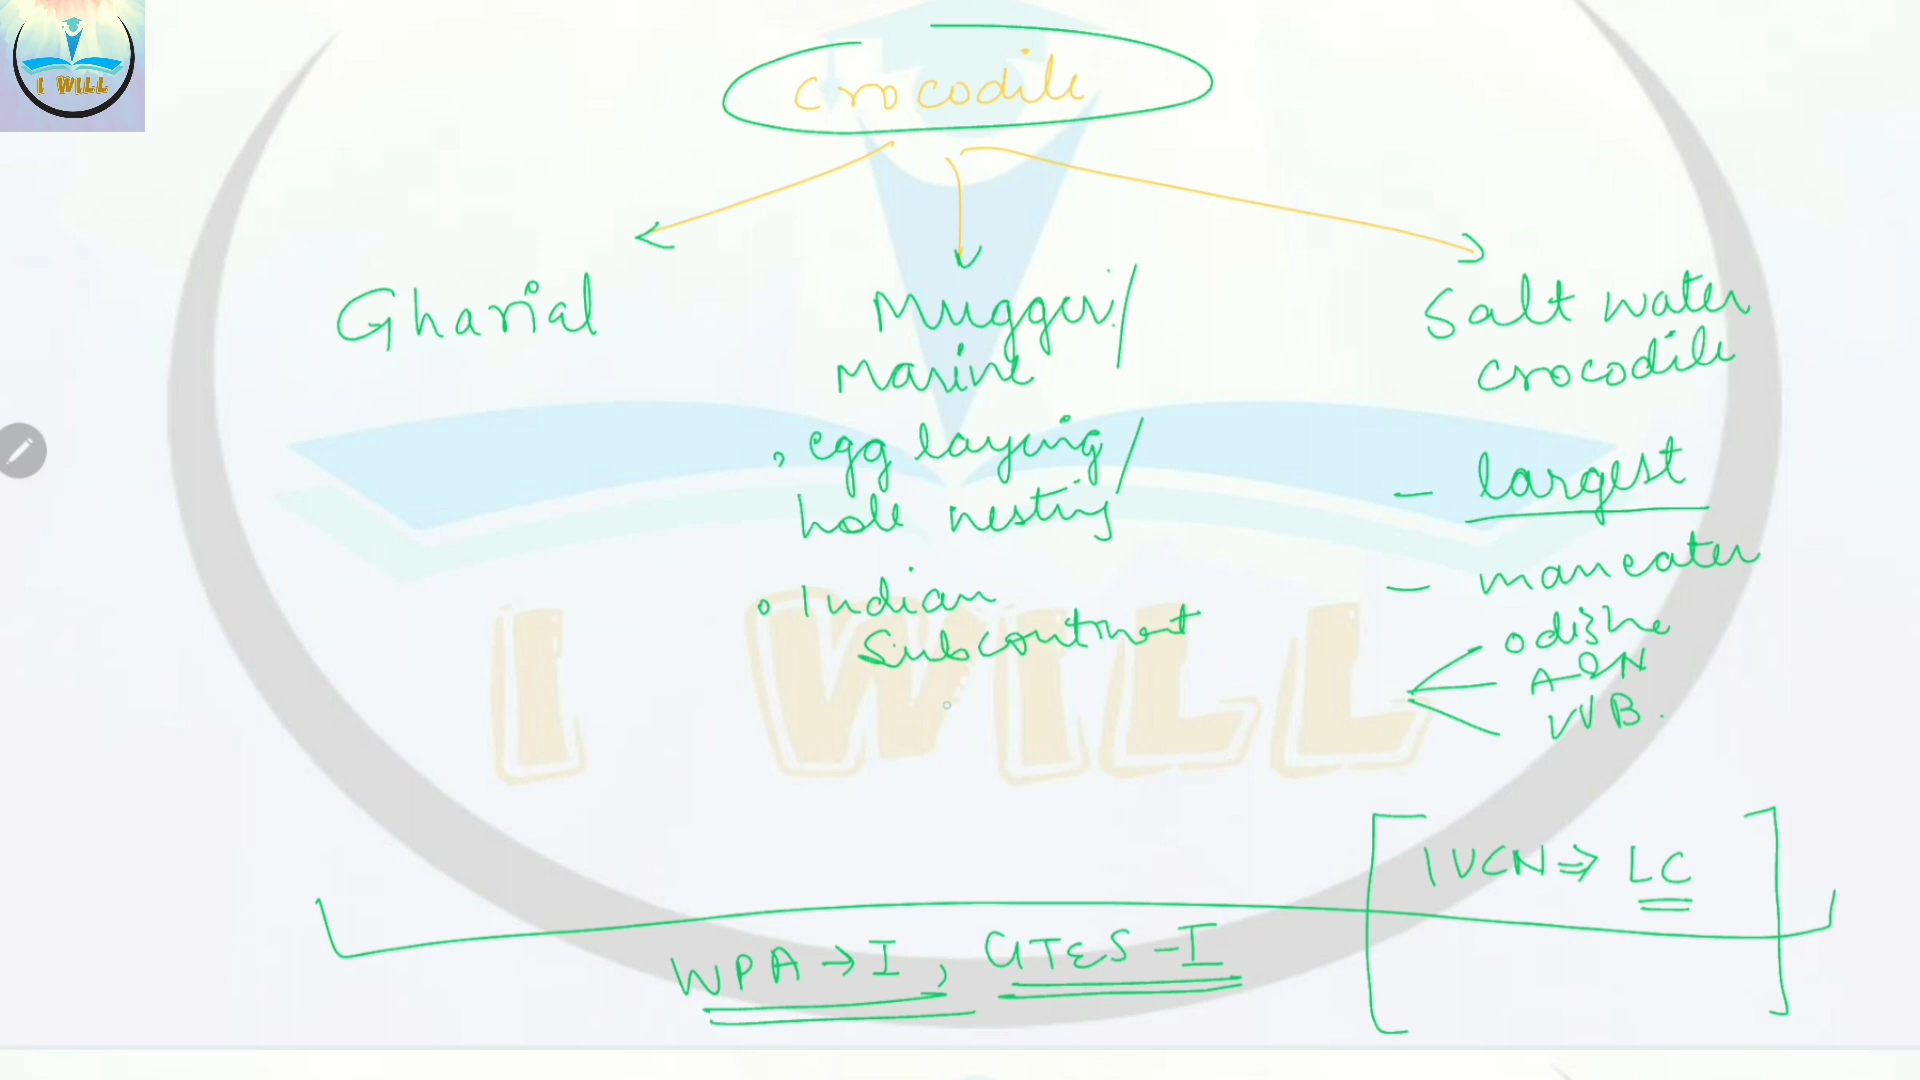 I WILL
Crocodile
Gharial
Mugger/
Marine
egg laying/
hole nesting
Indian
Subcontinent
Salt water
crocodile
- largest
- maneater
odisha
A&N
WB.
I WILL
IUCN ⇒ LC
WPA → I, CITES - I